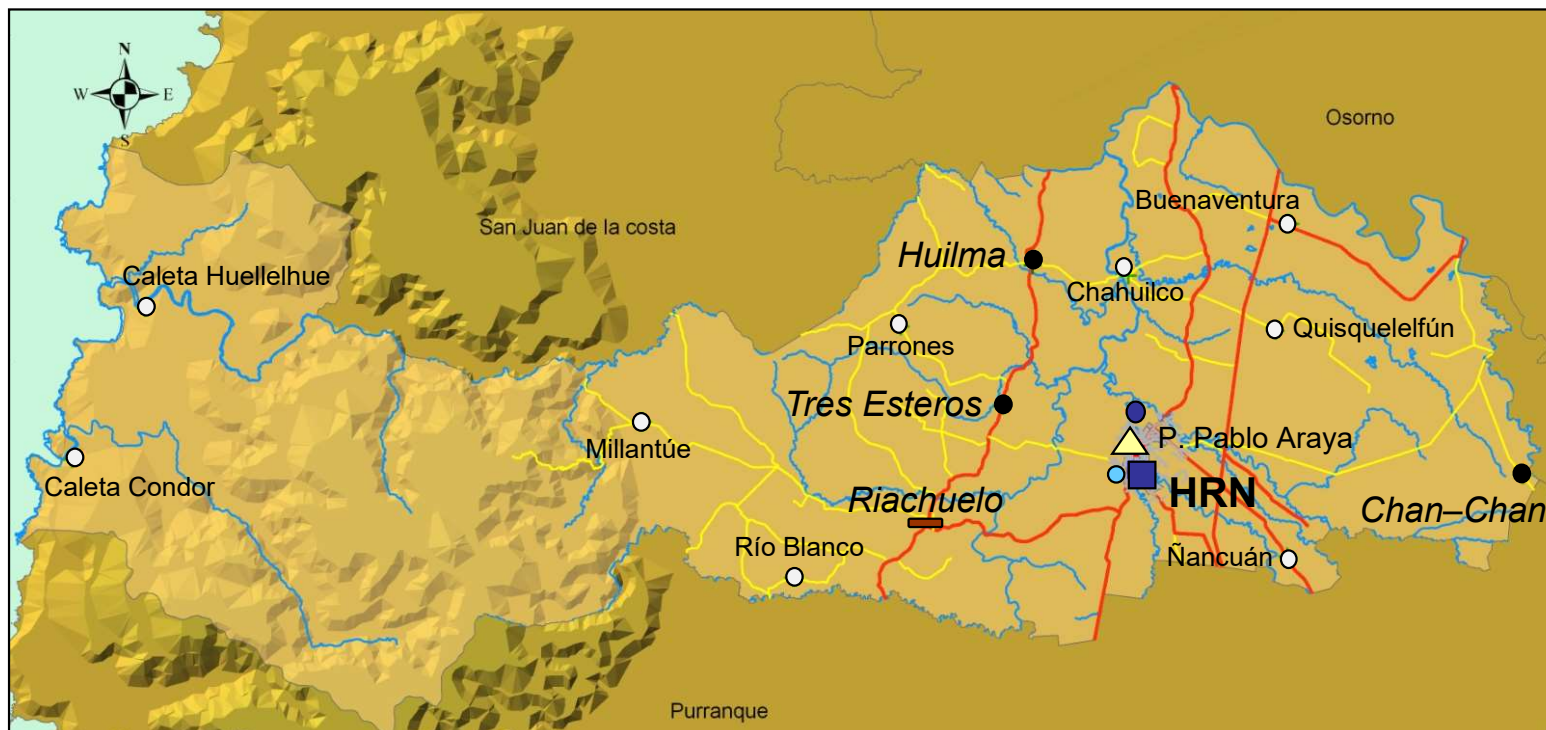 N
W
E
S
Osorno
Buenaventura
San Juan de la costa
Huilma
Caleta Huellelhue
Chahuilco
Quisquelelfún
Parrones
Tres Esteros
Millantúe
P. Pablo Araya
Caleta Condor
Riachuelo
HRN
Chan–Chan
Río Blanco
Ñancuán
Purranque